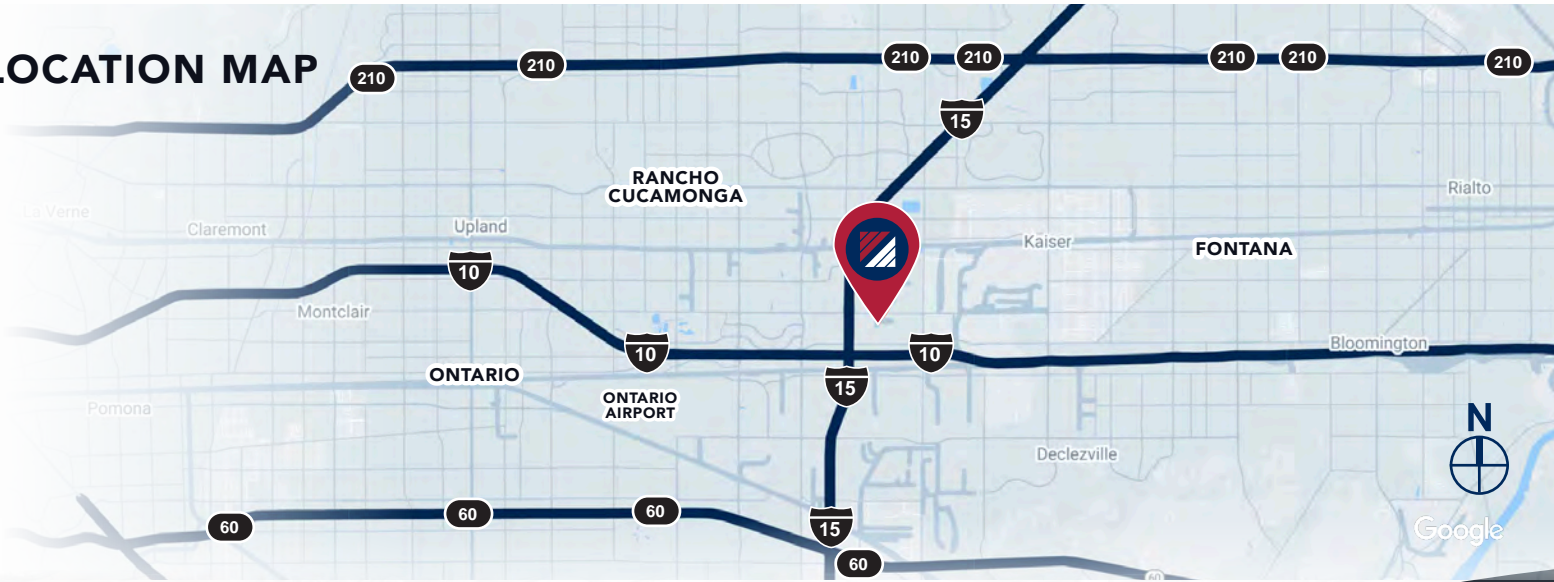 LOCATION MAP
210
210
210
210
210
210
210
15
RANCHO
CUCAMONGA
Rialto
La Verne
Claremont
Upland
Kaiser
FONTANA
10
Montclair
10
10
Bloomington
ONTARIO
15
ONTARIO
AIRPORT
Pomona
N
Declezville
60
60
60
15
Google
60
60